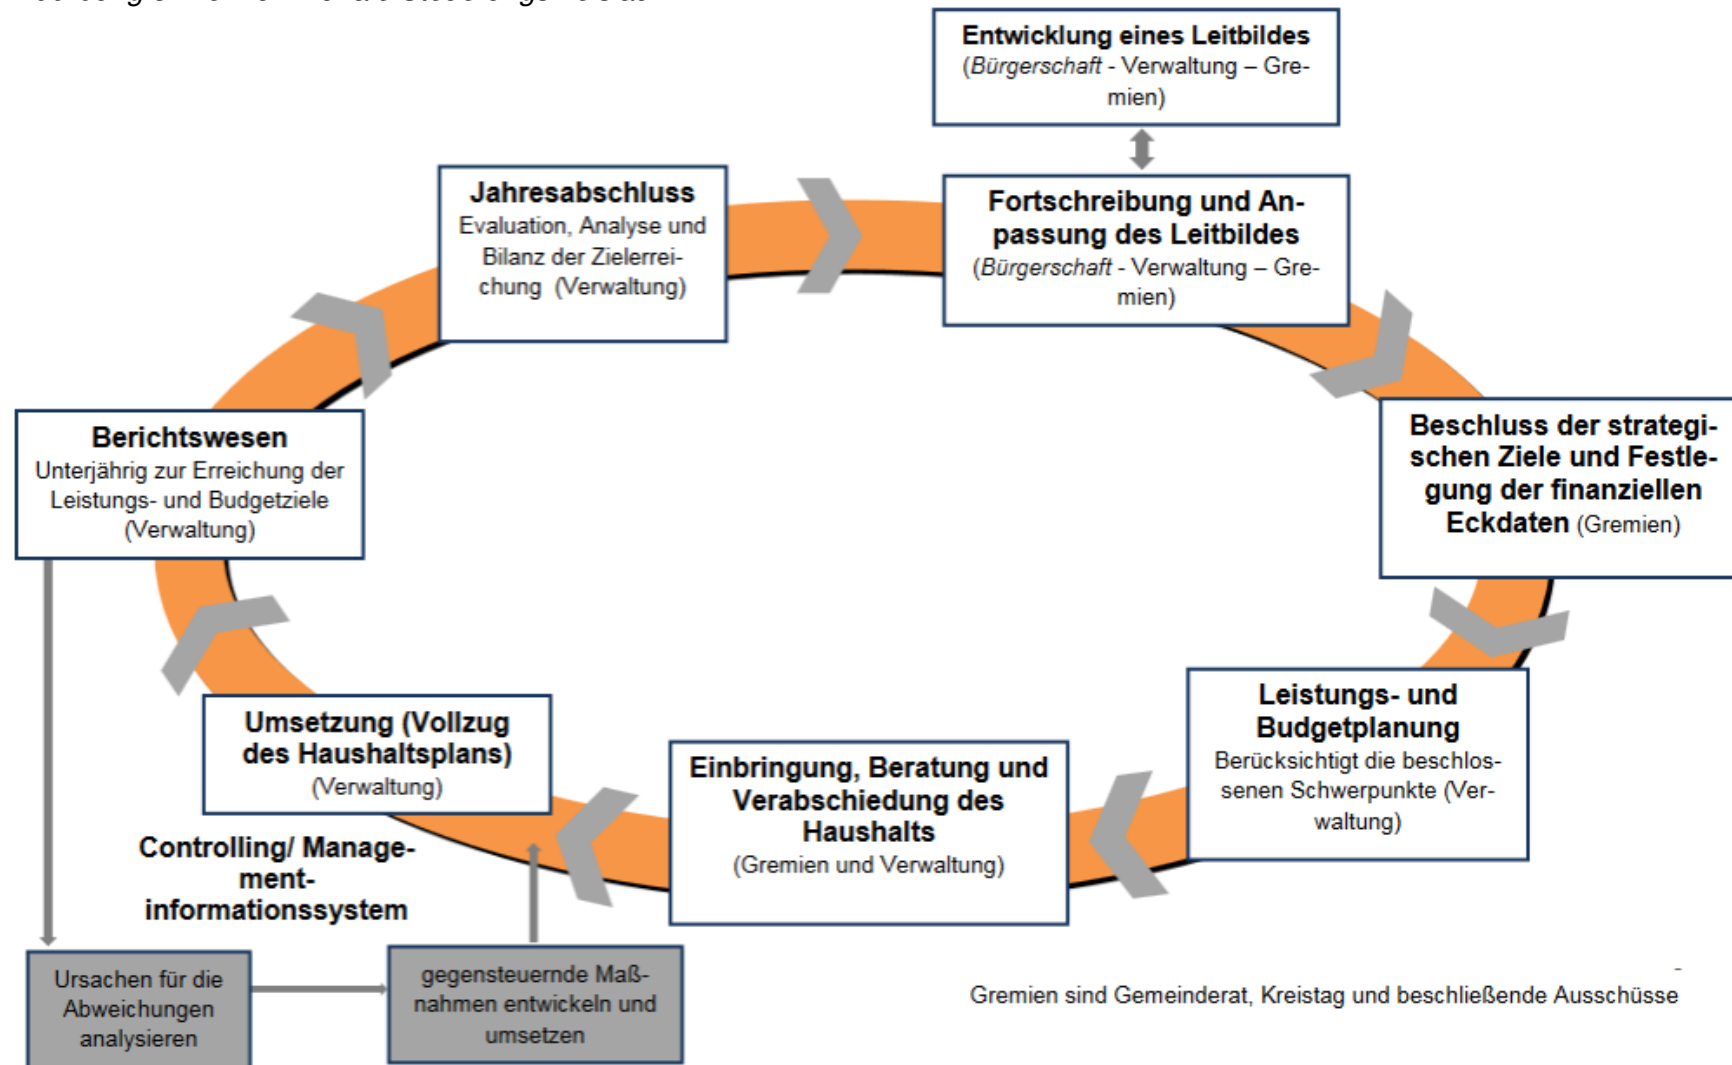 Entwicklung eines Leitbildes
(Bürgerschaft - Verwaltung – Gre-
mien)
Jahresabschluss
Evaluation, Analyse und
Bilanz der Zielerrei-
chung (Verwaltung)
Fortschreibung und An-
passung des Leitbildes
(Bürgerschaft - Verwaltung – Gre-
mien)
Berichtswesen
Unterjährig zur Erreichung der
Leistungs- und Budgetziele
(Verwaltung)
Beschluss der strategi-
schen Ziele und Festle-
gung der finanziellen
Eckdaten (Gremien)
Umsetzung (Vollzug
des Haushaltsplans)
(Verwaltung)
Einbringung, Beratung und
Verabschiedung des
Haushalts
(Gremien und Verwaltung)
Leistungs- und
Budgetplanung
Berücksichtigt die beschlos-
senen Schwerpunkte (Ver-
waltung)
Controlling/ Manage-
ment-
informationssystem
Ursachen für die
Abweichungen
analysieren
gegensteuernde Maß-
nahmen entwickeln und
umsetzen
Gremien sind Gemeinderat, Kreistag und beschließende Ausschüsse